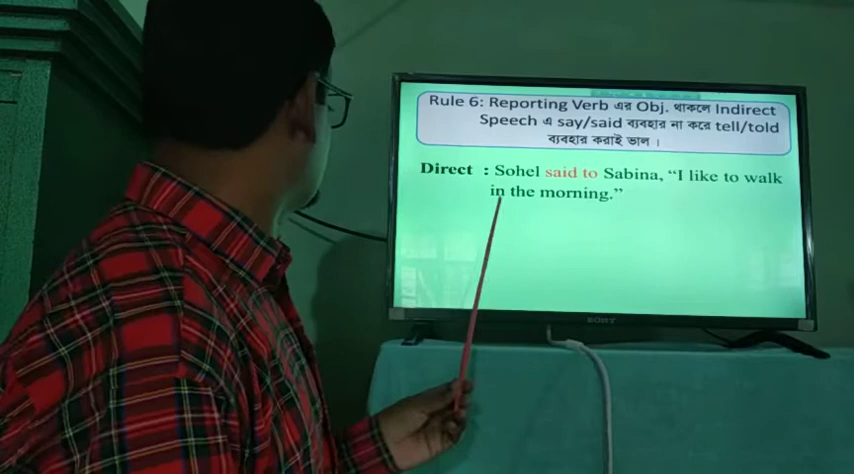 Rule 6: Reporting Verb এর Obj. থাকলে Indirect
Speech এ say/said ব্যবহার না করে tell/told
ব্যবহার করাই ভাল ।
Direct : Sohel said to Sabina, “I like to walk
in the morning.”